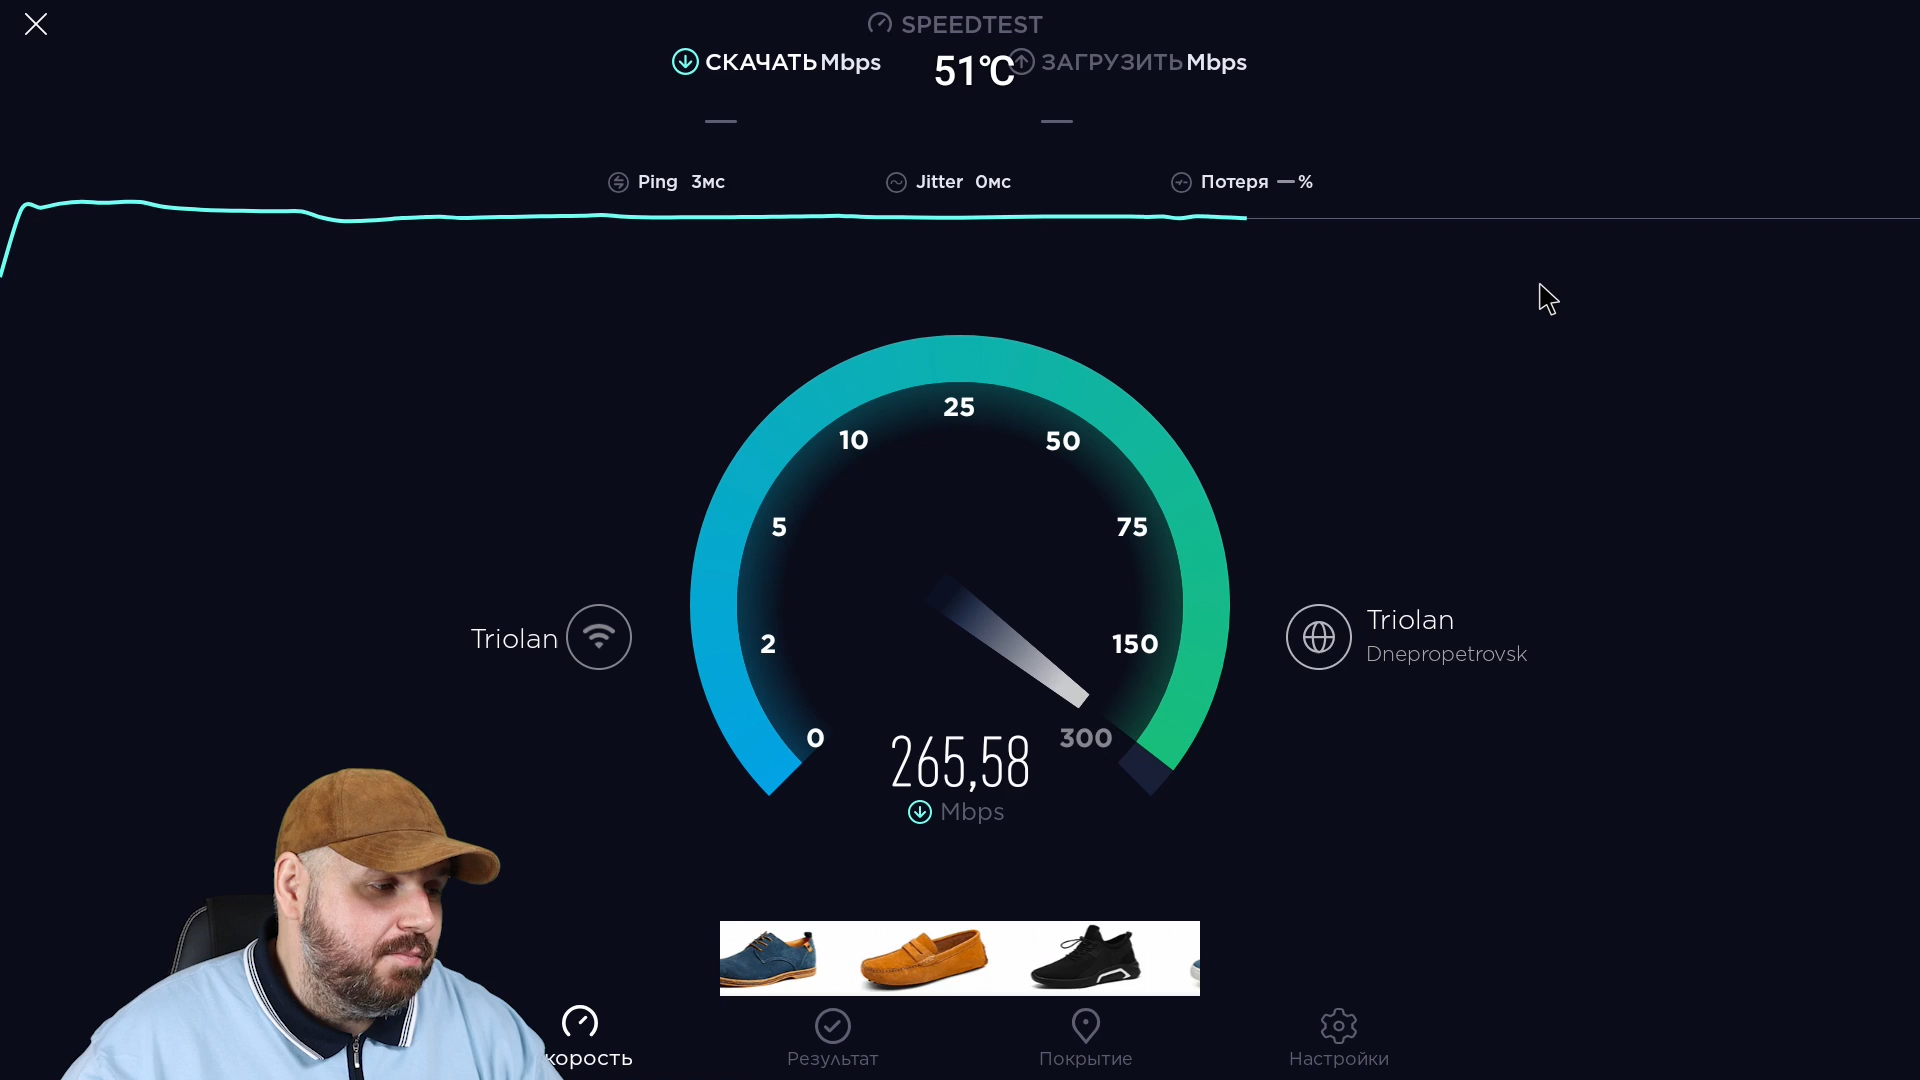 SPEEDTEST
СКАЧАТЬ Mbps
51°C
ЗАГРУЗИТЬ Mbps
Ping 3мс
Jitter 0мс
Потеря — %
25
10
50
5
75
2
150
0
300
265,58
Mbps
Triolan
Triolan
Dnepropetrovsk
корость
Результат
Покрытие
Настройки